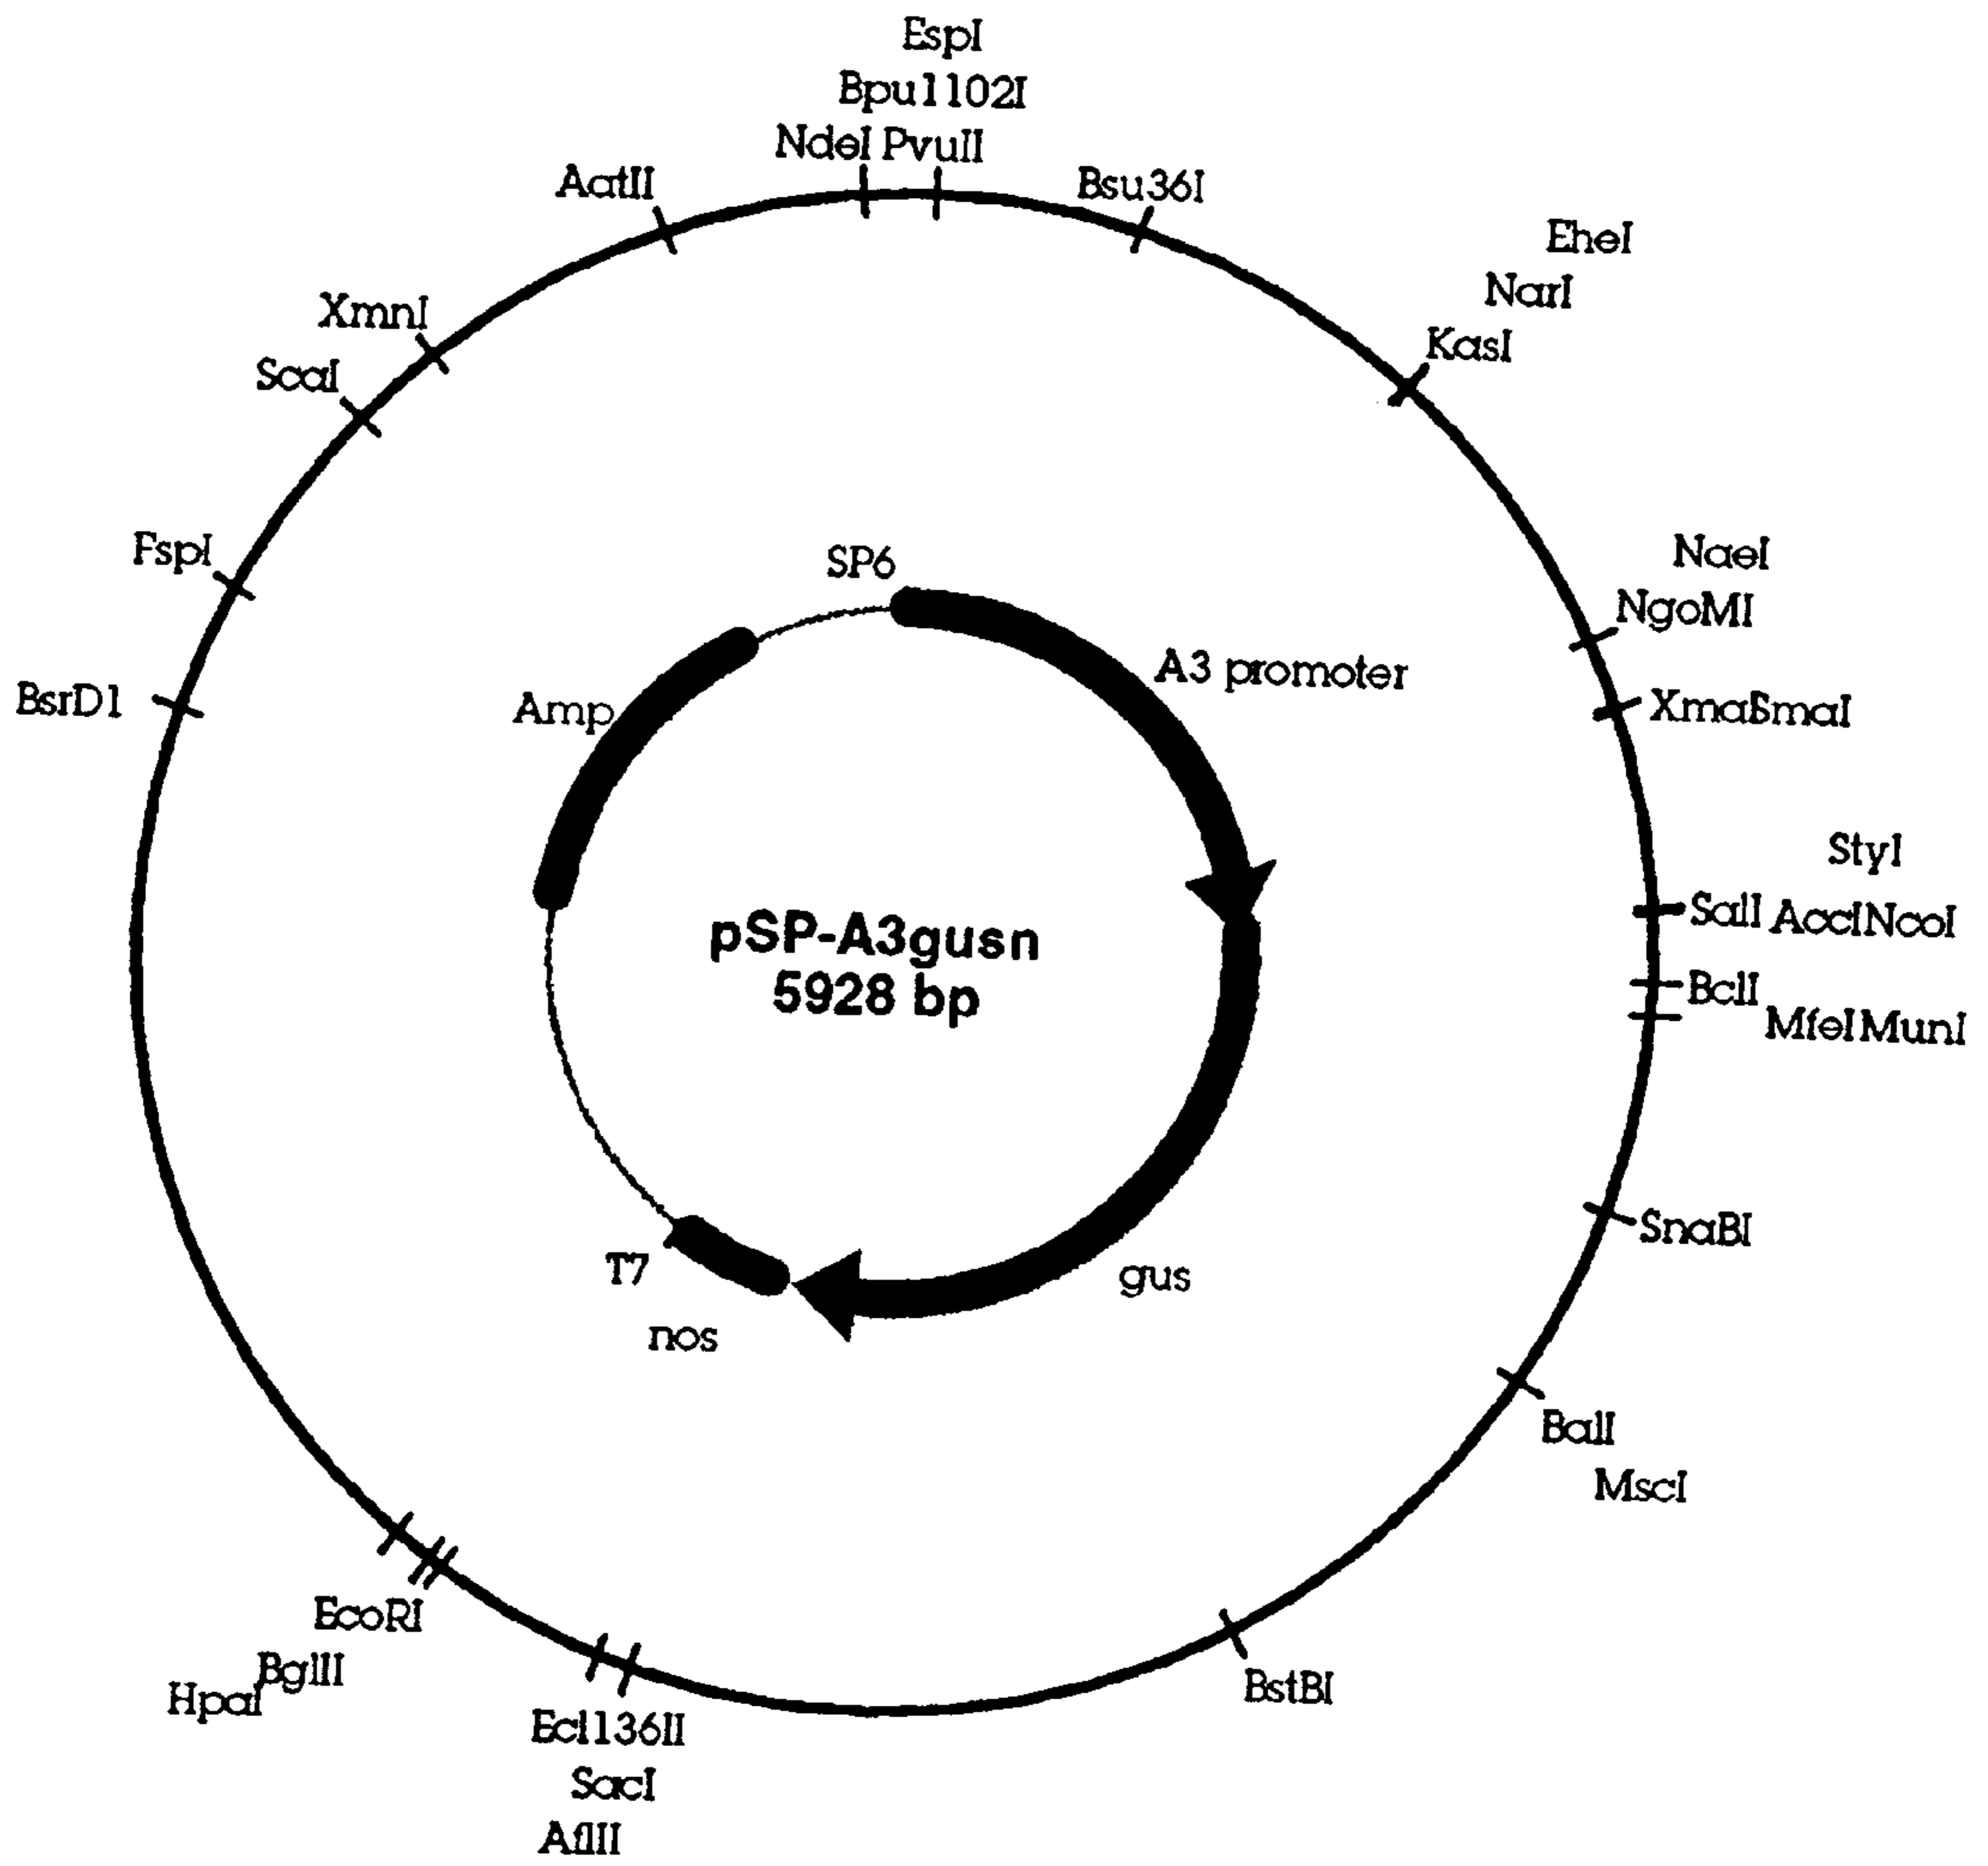 EspI
Bpu1102I
NdeI PvuII
AatII
Bsu36I
EheI
NarI
KasI
XmnI
ScaI
FspI
BsrD1
NaeI
NgoMI
XmaSmaI
StyI
SalI AccINcoI
BclI
MfeIMunI
SnaBI
BalI
MscI
BstBI
Ecl136II
SacI
AflII
EcoRI
BglII
HpaI
SP6
A3 promoter
Amp
pSP-A3gusn
5928 bp
gus
T7
nos